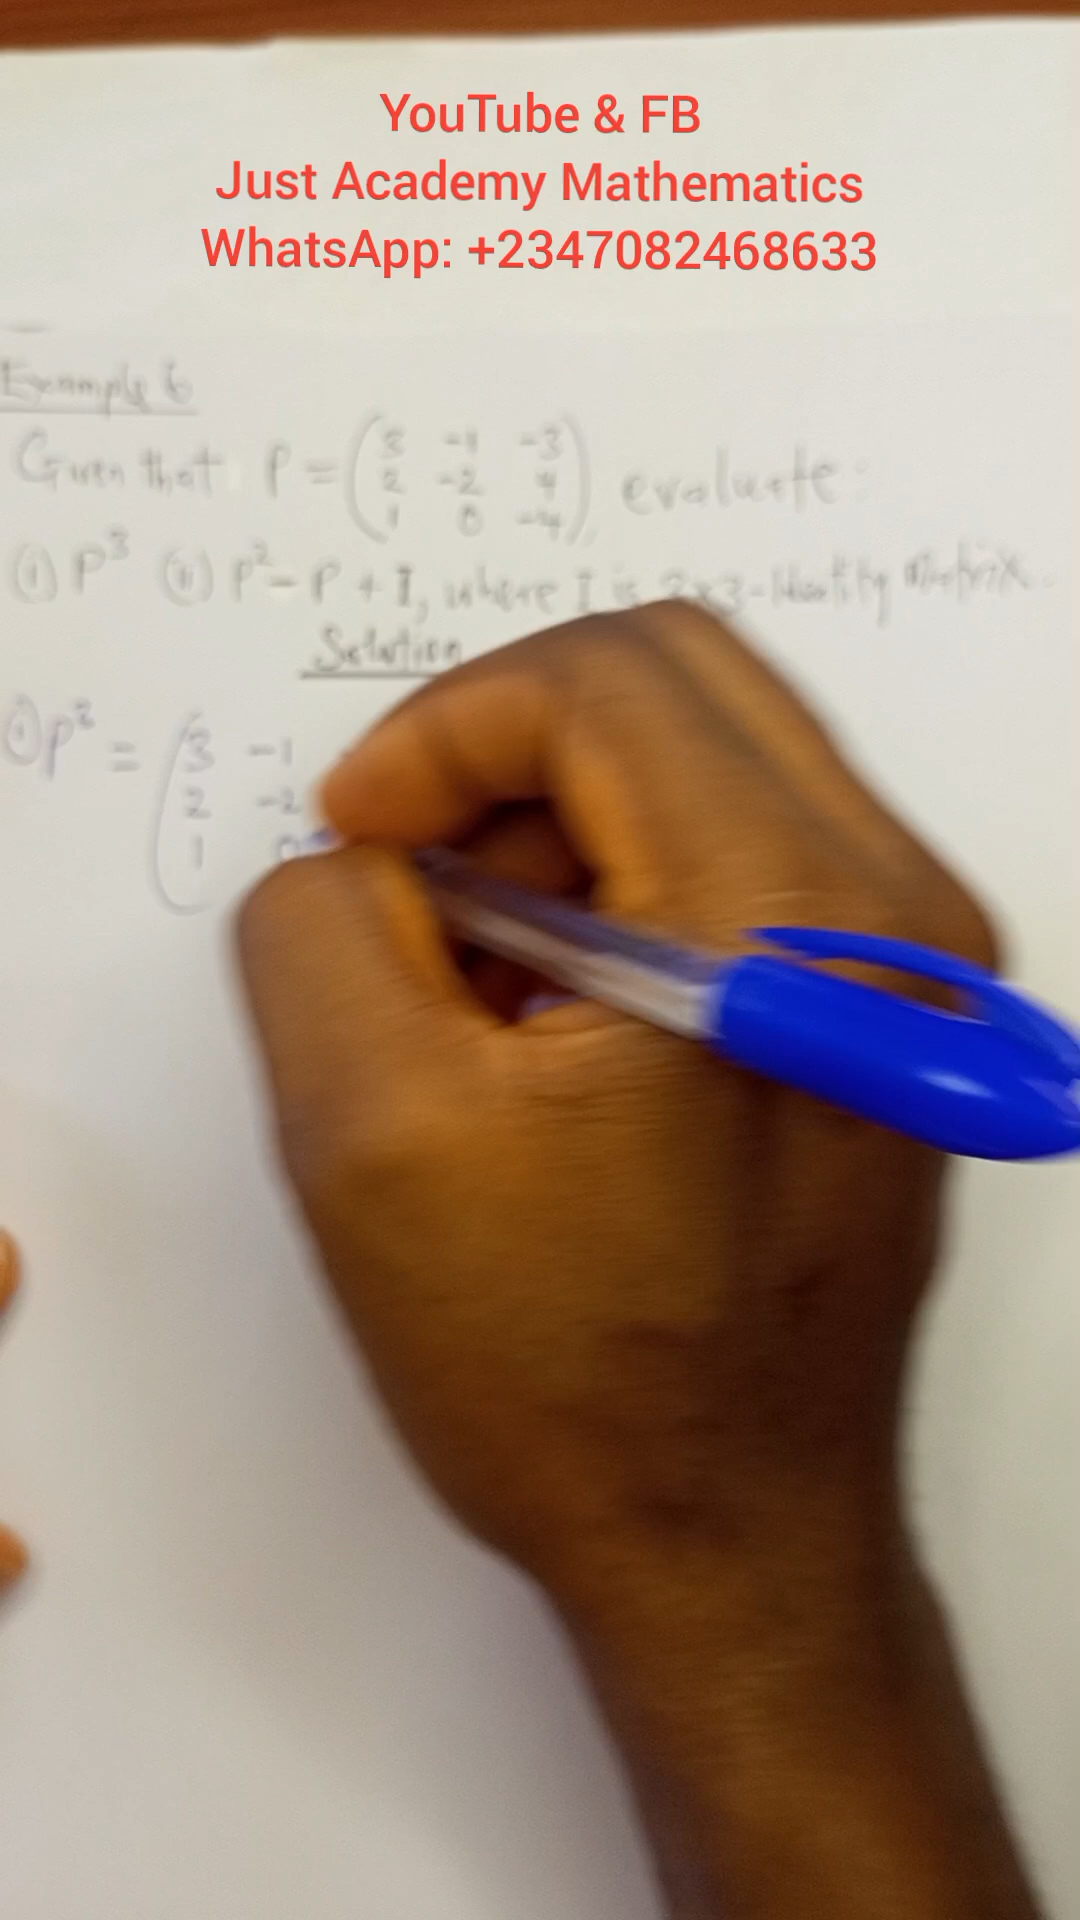 YouTube & FB
Just Academy Mathematics
WhatsApp: +2347082468633
Example 6
Given that P = (3 -1 -3
2 -2 4
1 0 -4), evaluate:
(i) P³ (ii) P² - P + I, where I is 3x3-Identity Matrix.
Solution
(i) P² = (3 -1
2 -2
1 0